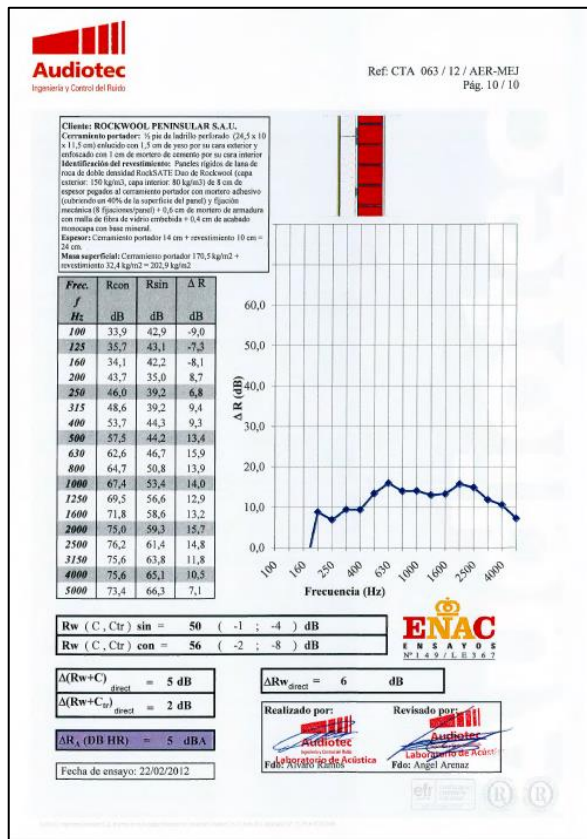 Audiotec
Ingeniería y Control del Ruido
Ref: CTA 063 / 12 / AER-MEJ
Pág. 10 / 10
Cliente: ROCKWOOL PENINSULAR S.A.U.
Cerramiento portador: ½ pie de ladrillo perforado (24,5 x 10
x 11,5 cm) enlucido con 1,5 cm de yeso por su cara exterior y
enfoscado con 1 cm de mortero de cemento por su cara interior
Identificación del revestimiento: Paneles rígidos de lana de
roca de doble densidad RockSATE Duo de Rockwool (capa
exterior: 150 kg/m3, capa interior: 80 kg/m3) de 8 cm de
espesor pegados al cerramiento portador con mortero adhesivo
(cubriendo un 40% de la superficie del panel) y fijación
mecánica (8 fijaciones/panel) + 0,6 cm de mortero de armadura
con malla de fibra de vidrio embebida + 0,4 cm de acabado
monocapa con base mineral.
Espesor: Cerramiento portador 14 cm + revestimiento 10 cm =
24 cm.
Masa superficial: Cerramiento portador 170,5 kg/m2 +
revestimiento 32,4 kg/m2 = 202,9 kg/m2
Frec. Rcon Rsin Δ R
f
Hz dB dB dB
100 33,9 42,9 -9,0
125 35,7 43,1 -7,3
160 34,1 42,2 -8,1
200 43,7 35,0 8,7
250 46,0 39,2 6,8
315 48,6 39,2 9,4
400 53,7 44,3 9,3
500 57,5 44,2 13,4
630 62,6 46,7 15,9
800 64,7 50,8 13,9
1000 67,4 53,4 14,0
1250 69,5 56,6 12,9
1600 71,8 58,6 13,2
2000 75,0 59,3 15,7
2500 76,2 61,4 14,8
3150 75,6 63,8 11,8
4000 75,6 65,1 10,5
5000 73,4 66,3 7,1
Δ R (dB)
60,0
50,0
40,0
30,0
20,0
10,0
0,0
100 160 250 400 630 1000 1600 2500 4000
Frecuencia (Hz)
Rw ( C , Ctr ) sin = 50 ( -1 ; -4 ) dB
Rw ( C , Ctr ) con = 56 ( -2 ; -8 ) dB
ENAC
ENSAYOS
Nº 149 / LE 367
Δ(Rw+C)direct = 5 dB
Δ(Rw+Ctr)direct = 2 dB
ΔRwdirect = 6 dB
ΔRA (DB HR) = 5 dBA
Fecha de ensayo: 22/02/2012
Realizado por:
Audiotec
Laboratorio de Acústica
Fdo: Alvaro Ramos
Revisado por:
Audiotec
Laboratorio de Acústica
Fdo: Angel Arenaz
efr